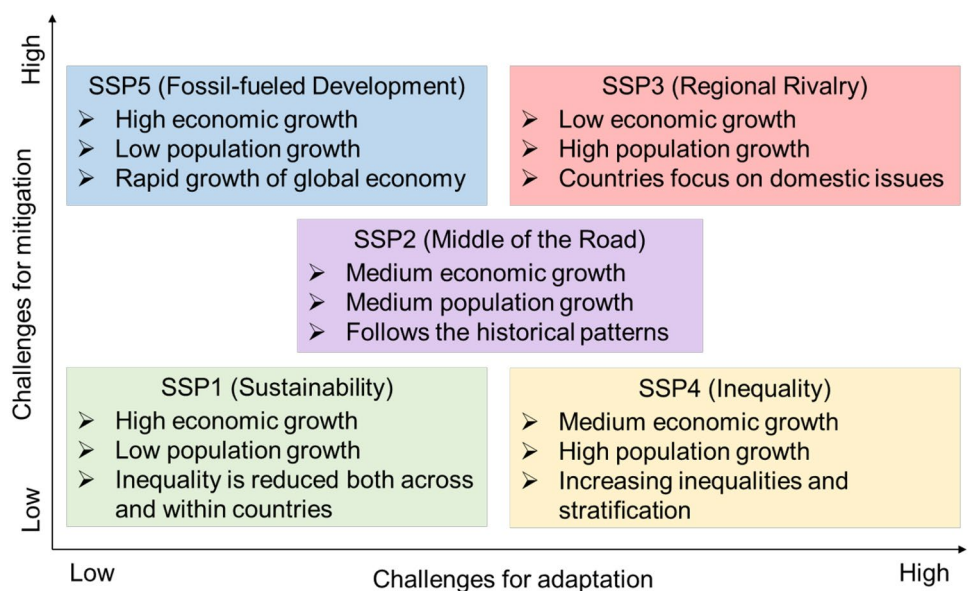 High
Challenges for mitigation
Low
SSP5 (Fossil-fueled Development)
➢ High economic growth
➢ Low population growth
➢ Rapid growth of global economy
SSP3 (Regional Rivalry)
➢ Low economic growth
➢ High population growth
➢ Countries focus on domestic issues
SSP2 (Middle of the Road)
➢ Medium economic growth
➢ Medium population growth
➢ Follows the historical patterns
SSP1 (Sustainability)
➢ High economic growth
➢ Low population growth
➢ Inequality is reduced both across
and within countries
SSP4 (Inequality)
➢ Medium economic growth
➢ High population growth
➢ Increasing inequalities and
stratification
Low
Challenges for adaptation
High